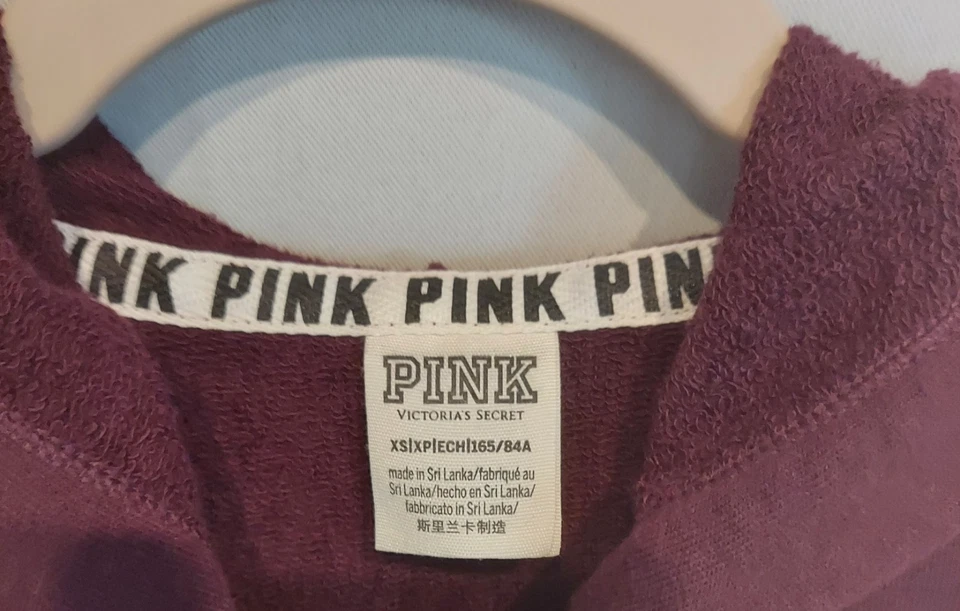 INK PINK PINK PIN
PINK
VICTORIA'S SECRET
XS|XP|ECH|165/84A
made in Sri Lanka/fabriqué au
Sri Lanka/hecho en Sri Lanka/
fabbricato in Sri Lanka/
斯里兰卡制造